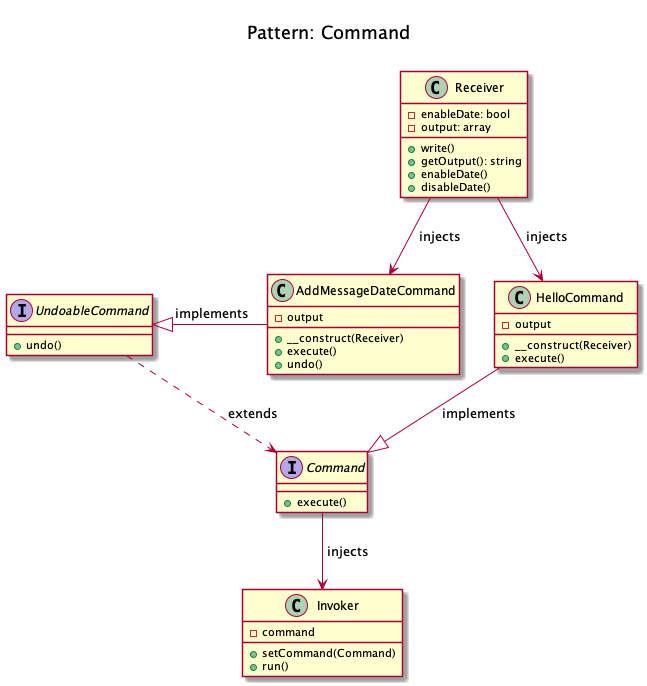 Pattern: Command
C Receiver
enableDate: bool
output: array
write()
getOutput(): string
enableDate()
disableDate()
injects
injects
C AddMessageDateCommand
output
__construct(Receiver)
execute()
undo()
C HelloCommand
output
__construct(Receiver)
execute()
I UndoableCommand
undo()
implements
extends
implements
I Command
execute()
injects
C Invoker
command
setCommand(Command)
run()